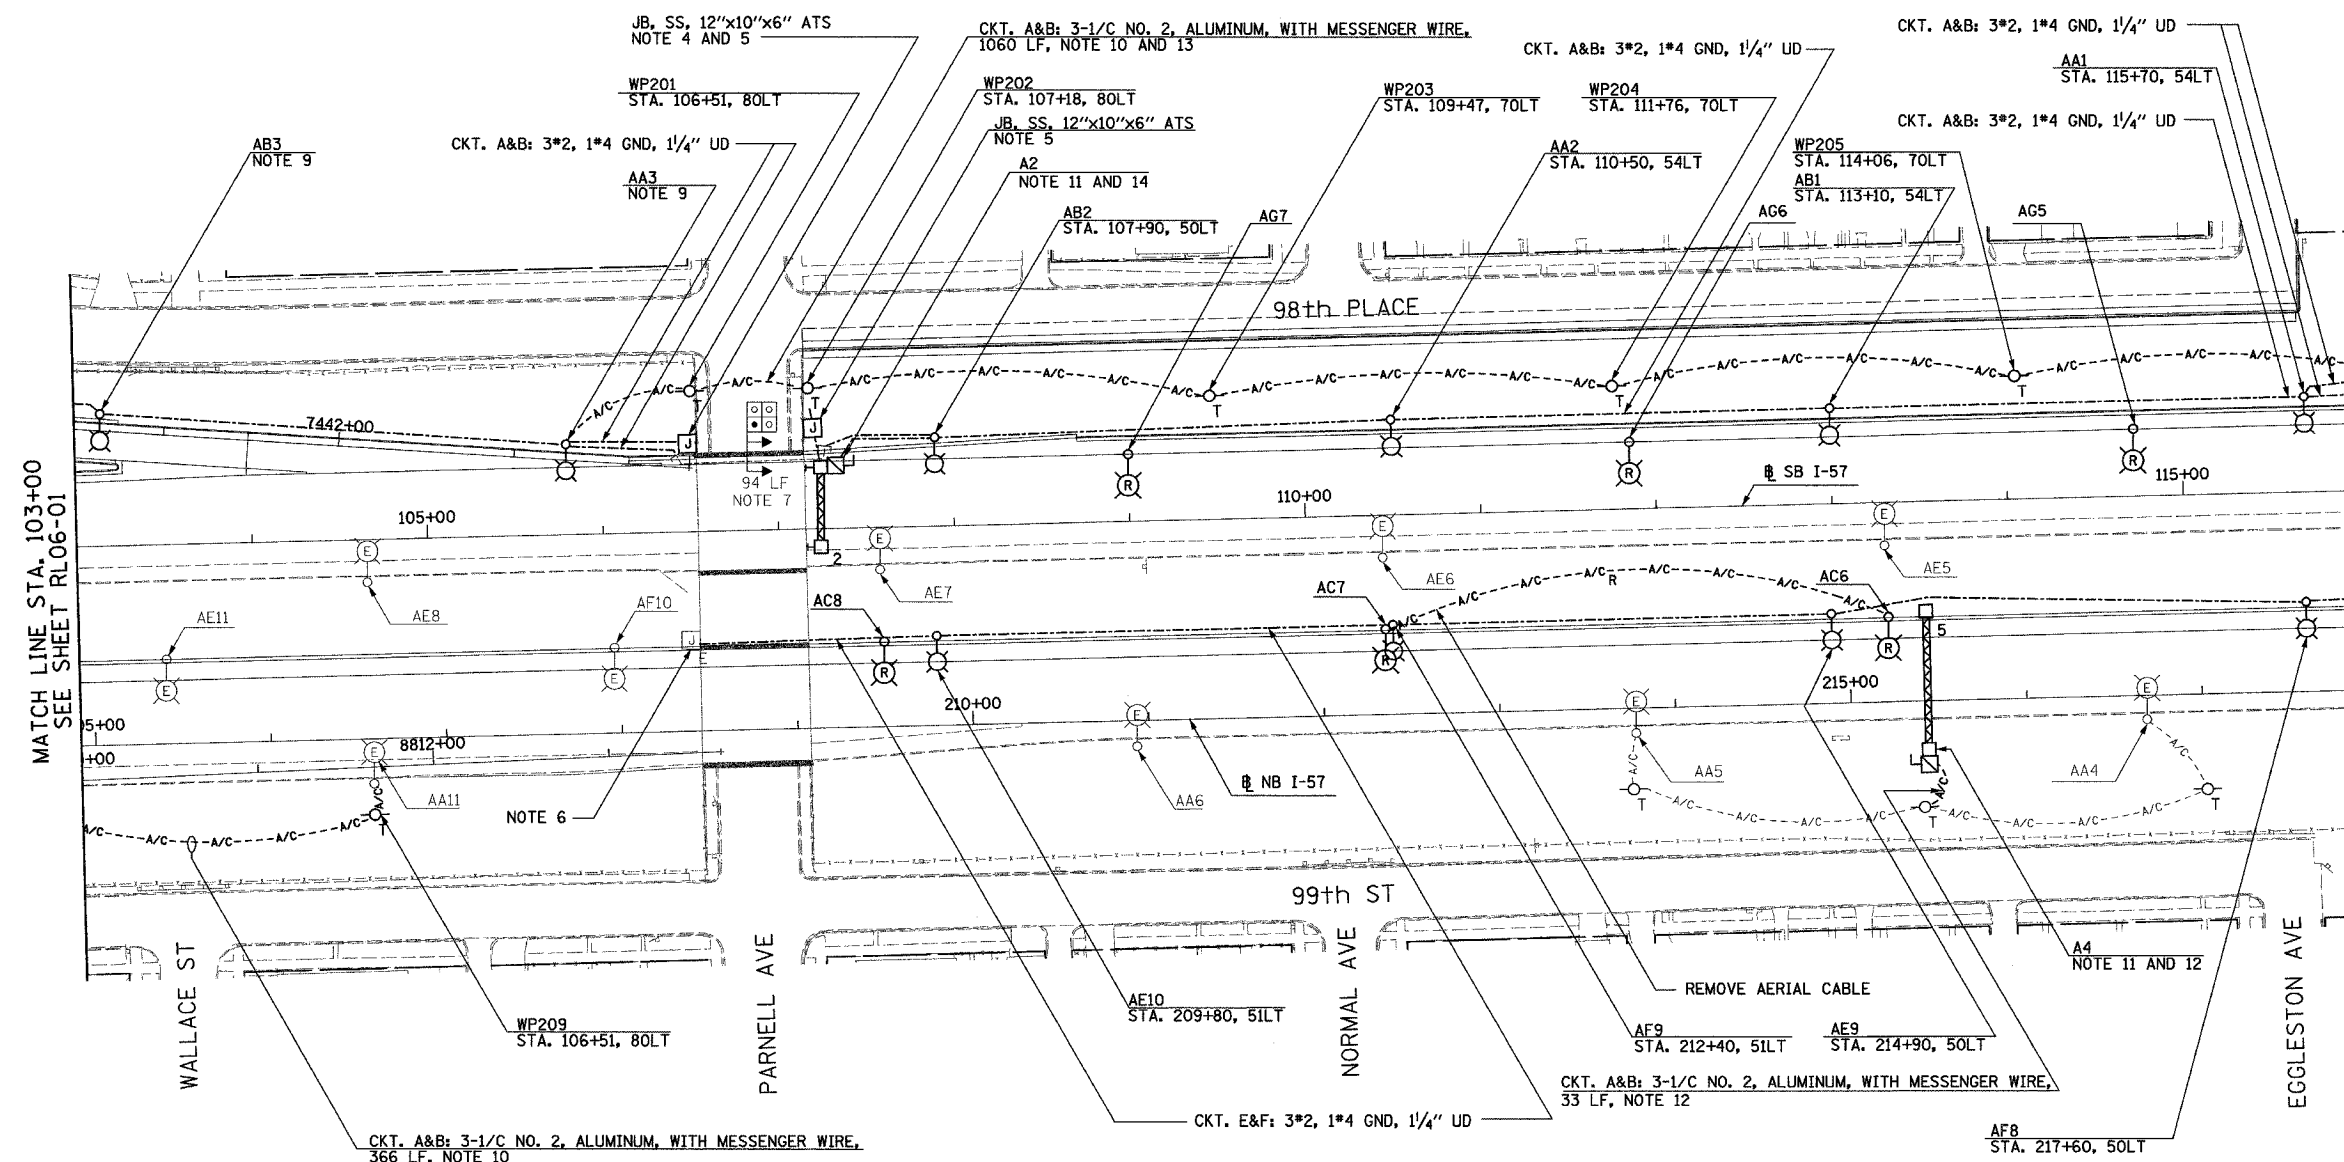 JB, SS, 12"x10"x6" ATS
NOTE 4 AND 5
CKT. A&B: 3-1/C NO. 2, ALUMINUM, WITH MESSENGER WIRE,
1060 LF, NOTE 10 AND 13
CKT. A&B: 3#2, 1#4 GND, 1 1/4" UD
CKT. A&B: 3#2, 1#4 GND, 1 1/4" UD
AA1
STA. 115+70, 54LT
WP201
STA. 106+51, 80LT
WP202
STA. 107+18, 80LT
WP203
STA. 109+47, 70LT
WP204
STA. 111+76, 70LT
CKT. A&B: 3#2, 1#4 GND, 1 1/4" UD
JB, SS, 12"x10"x6" ATS
NOTE 5
AB3
NOTE 9
CKT. A&B: 3#2, 1#4 GND, 1 1/4" UD
AA2
STA. 110+50, 54LT
WP205
STA. 114+06, 70LT
AA3
NOTE 9
A2
NOTE 11 AND 14
AB1
STA. 113+10, 54LT
AB2
STA. 107+90, 50LT
AG7
AG6
AG5
98th PLACE
A/C A/C A/C A/C A/C A/C A/C A/C A/C A/C A/C A/C A/C A/C A/C A/C A/C A/C A/C
T T T T T
7442+00
J
J
94 LF
NOTE 7
R
R
R
MATCH LINE STA. 103+00
SEE SHEET RL06-01
105+00
110+00
℄ SB I-57
115+00
E
E
E
E
2
AE8
AE7
AE6
AE5
AE11
AF10
AC8
AC7
A/C A/C A/C R A/C A/C A/C
AC6
J
E
E
R
R
R
5
5+00
+00
8812+00
210+00
215+00
E
E
E
E
AA11
AA6
AA5
AA4
℄ NB I-57
NOTE 6
A/C A/C A/C A/C A/C A/C
T
A/C A/C A/C A/C A/C A/C A/C A/C A/C
T T T
99th ST
WALLACE ST
PARNELL AVE
NORMAL AVE
EGGLESTON AVE
A4
NOTE 11 AND 12
REMOVE AERIAL CABLE
AE10
STA. 209+80, 51LT
WP209
STA. 106+51, 80LT
AF9
STA. 212+40, 51LT
AE9
STA. 214+90, 50LT
CKT. A&B: 3-1/C NO. 2, ALUMINUM, WITH MESSENGER WIRE,
33 LF, NOTE 12
CKT. E&F: 3#2, 1#4 GND, 1 1/4" UD
CKT. A&B: 3-1/C NO. 2, ALUMINUM, WITH MESSENGER WIRE,
366 LF, NOTE 10
AF8
STA. 217+60, 50LT